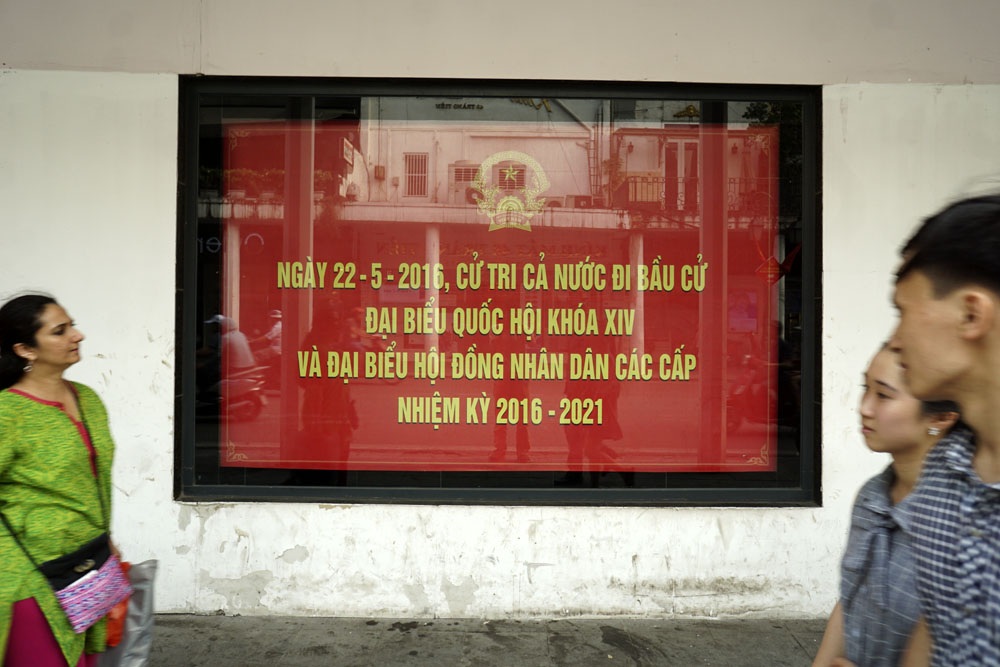 NGÀY 22 - 5 - 2016, CỬ TRI CẢ NƯỚC ĐI BẦU CỬ
ĐẠI BIỂU QUỐC HỘI KHÓA XIV
VÀ ĐẠI BIỂU HỘI ĐỒNG NHÂN DÂN CÁC CẤP
NHIỆM KỲ 2016 - 2021